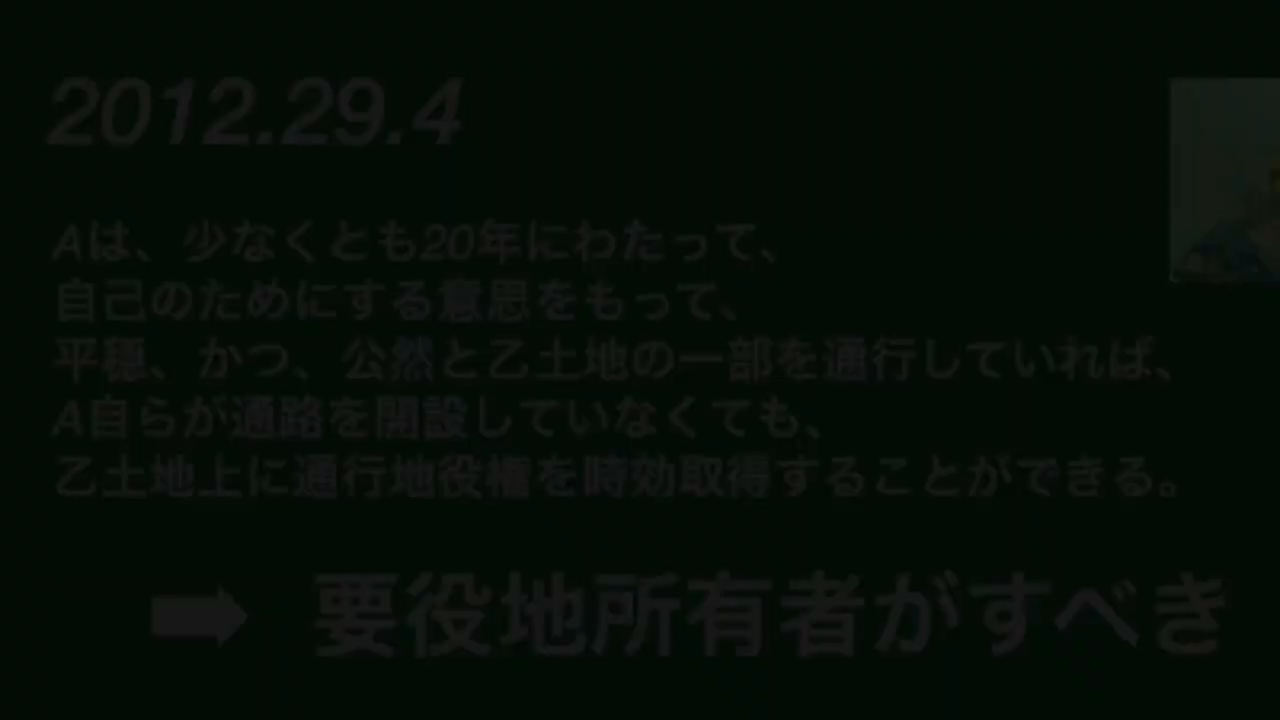 2012.29.4
Aは、少なくとも20年にわたって、
自己のためにする意思をもって、
平穏、かつ、公然と乙土地の一部を通行していれば、
A自らが通路を開設していなくても、
乙土地上に通行地役権を時効取得することができる。
➡ 要役地所有者がすべき